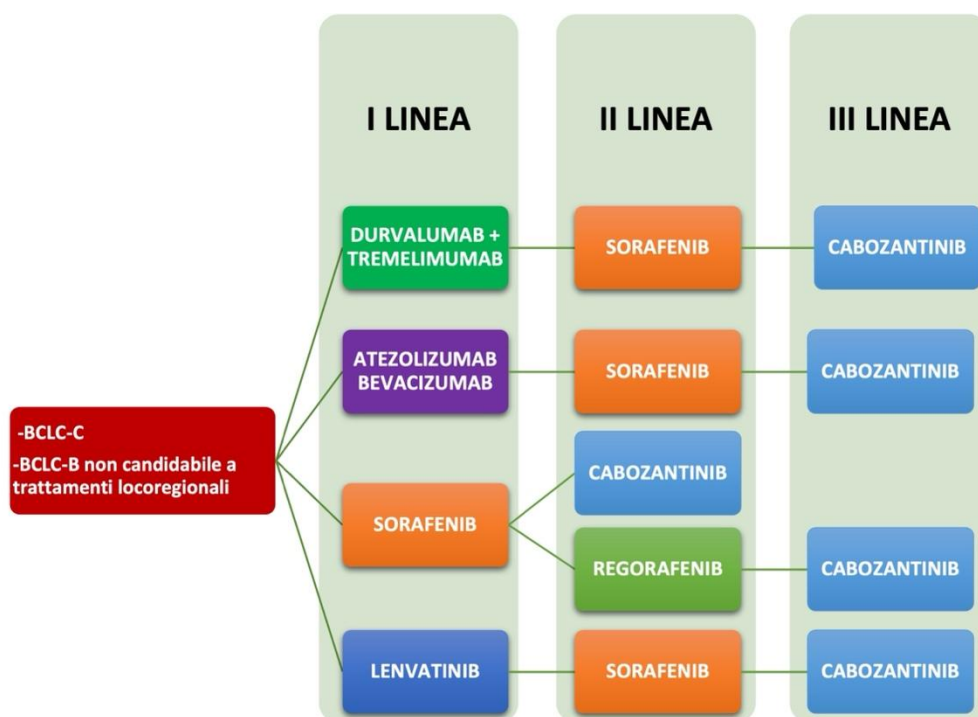 I LINEA
II LINEA
III LINEA
DURVALUMAB +
TREMELIMUMAB
SORAFENIB
CABOZANTINIB
ATEZOLIZUMAB
BEVACIZUMAB
SORAFENIB
CABOZANTINIB
-BCLC-C
-BCLC-B non candidabile a
trattamenti locoregionali
SORAFENIB
CABOZANTINIB
REGORAFENIB
CABOZANTINIB
LENVATINIB
SORAFENIB
CABOZANTINIB